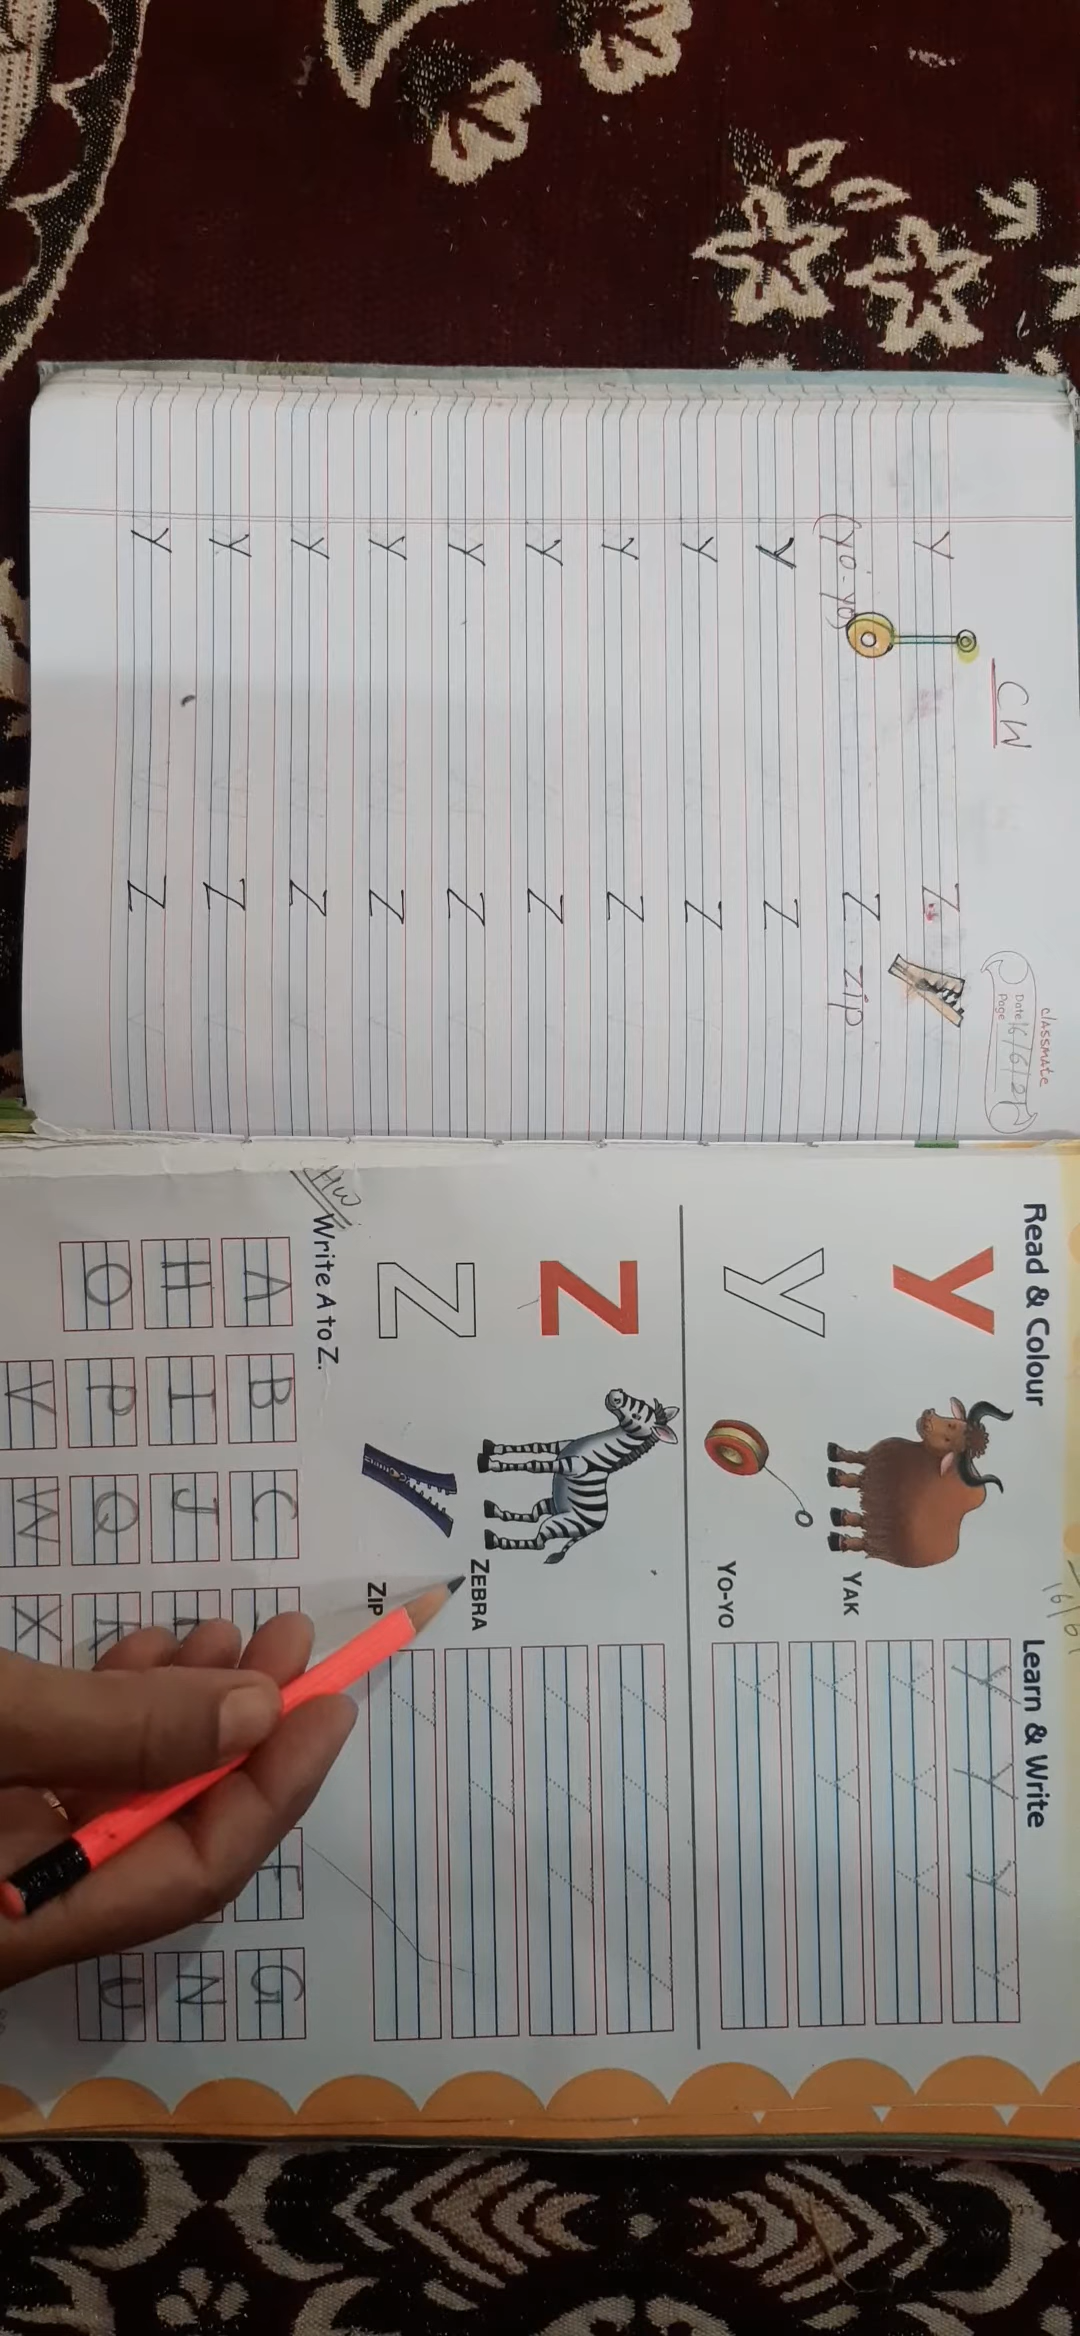 classmate
Date 16/6/21
Page
CW
Y Z
(yo-yo) Z zip
Y Z
Y Z
Y Z
Y Z
Y Z
Y Z
Y Z
Y Z
Y Z
Read & Colour Learn & Write
Y YAK Y Y Y Y
Y Y Y
Y YO-YO Y Y
Y
Z ZEBRA Z Z Z Z
Z Z Z
Z ZIP Z Z
Z
HW Write A to Z.
A B C F G
H I J N
O P Q R U
V W X